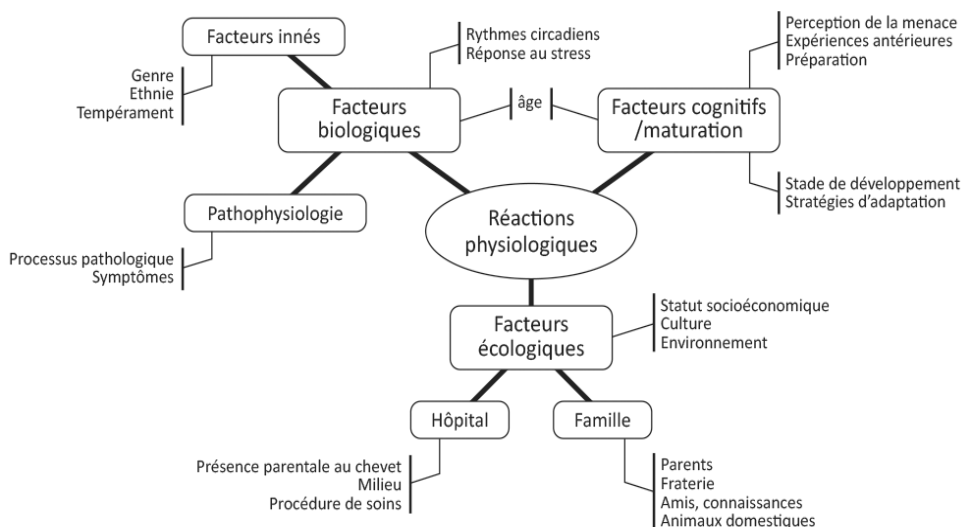 Facteurs innés
Genre
Ethnie
Tempérament
Rythmes circadiens
Réponse au stress
Perception de la menace
Expériences antérieures
Préparation
Facteurs
biologiques
âge
Facteurs cognitifs
/maturation
Pathophysiologie
Processus pathologique
Symptômes
Réactions
physiologiques
Stade de développement
Stratégies d’adaptation
Facteurs
écologiques
Statut socioéconomique
Culture
Environnement
Hôpital
Présence parentale au chevet
Milieu
Procédure de soins
Famille
Parents
Fraterie
Amis, connaissances
Animaux domestiques